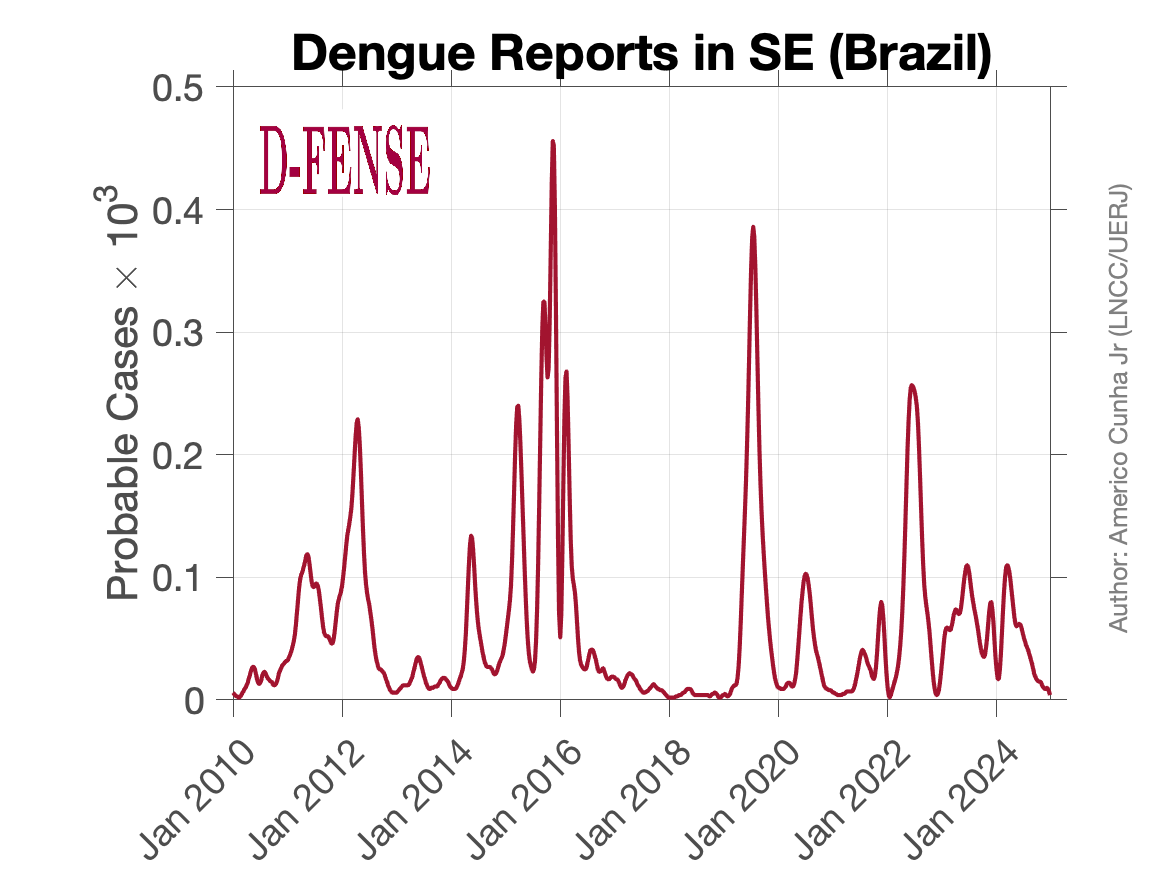 Dengue Reports in SE (Brazil)
D-FENSE
Probable Cases × 10³
0.5
0.4
0.3
0.2
0.1
0
Jan 2010
Jan 2012
Jan 2014
Jan 2016
Jan 2018
Jan 2020
Jan 2022
Jan 2024
Author: Americo Cunha Jr (LNCC/UERJ)